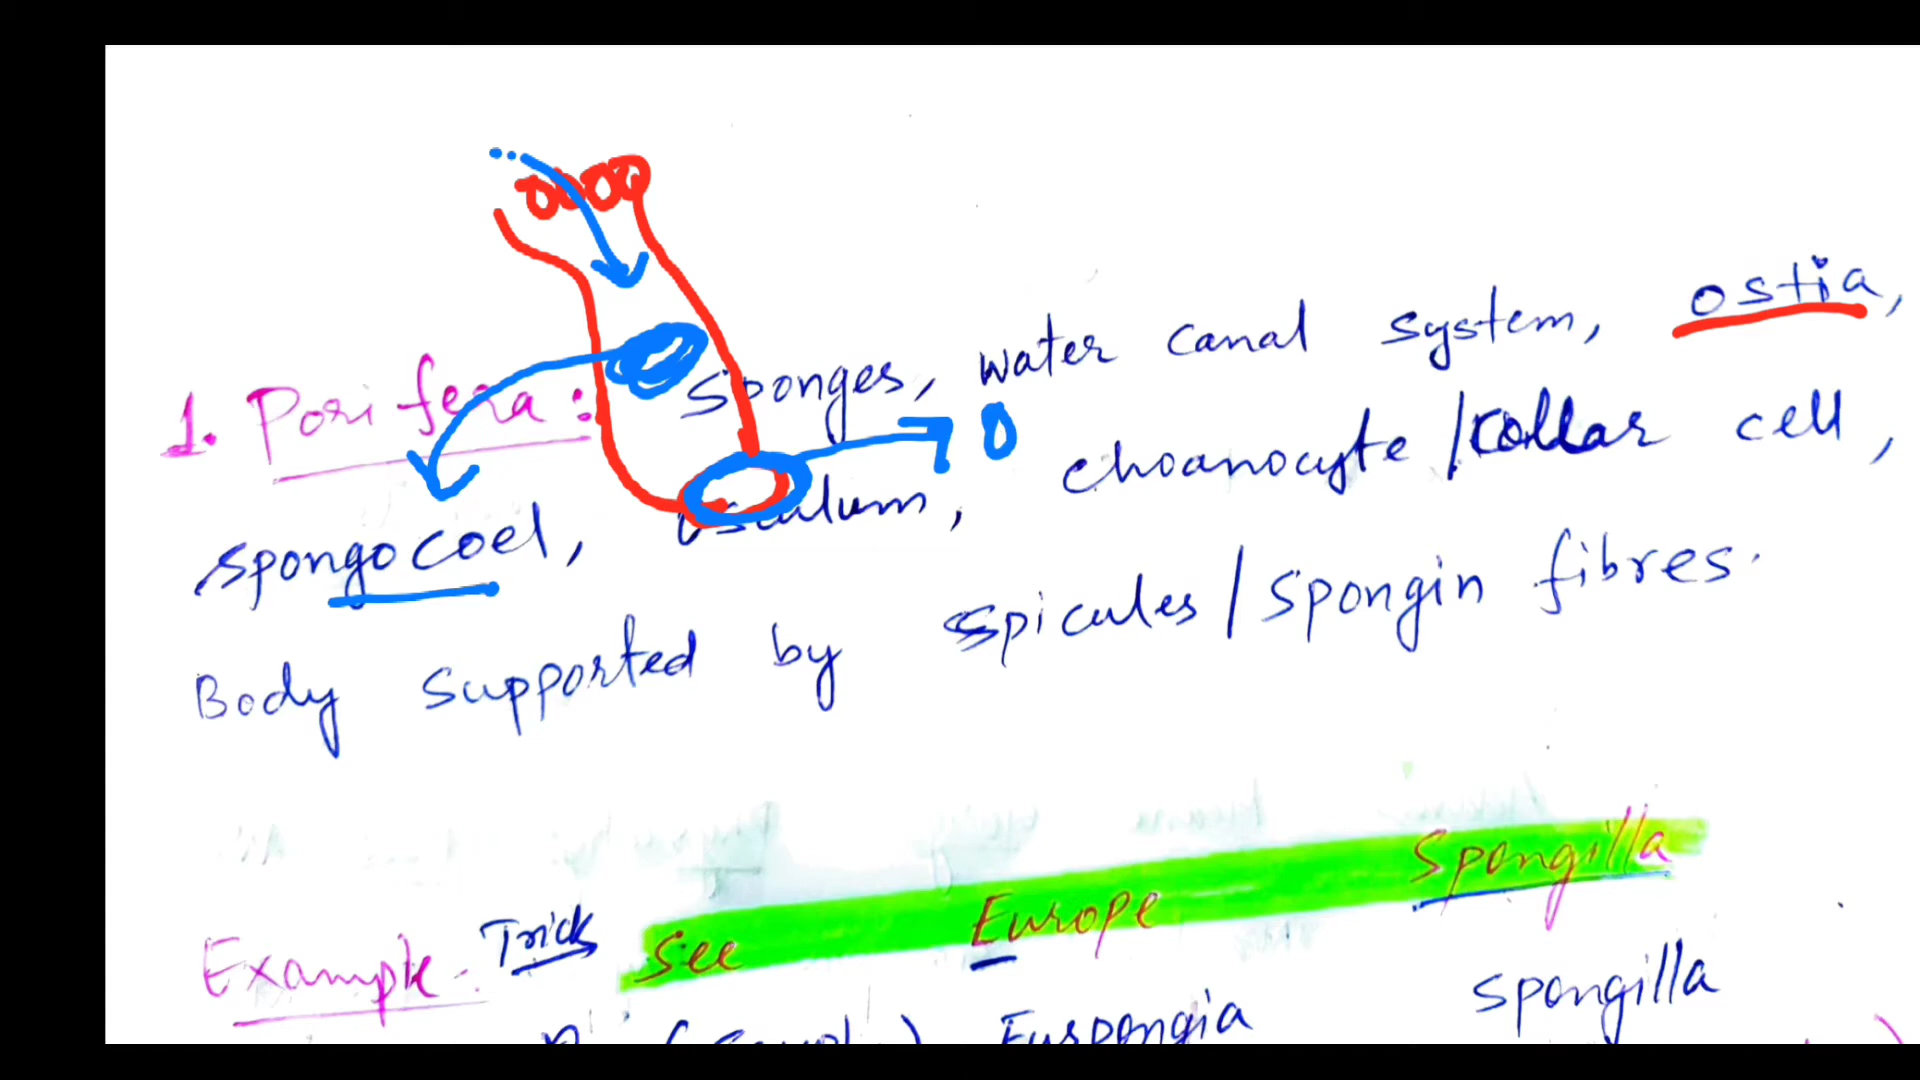 1. Porifera: Sponges, water canal system, ostia,
spongocoel, osculum, choanocyte / collar cell,
Body supported by spicules / spongin fibres.
Example:- Trick See Europe Spongilla
Euspongia spongilla
O